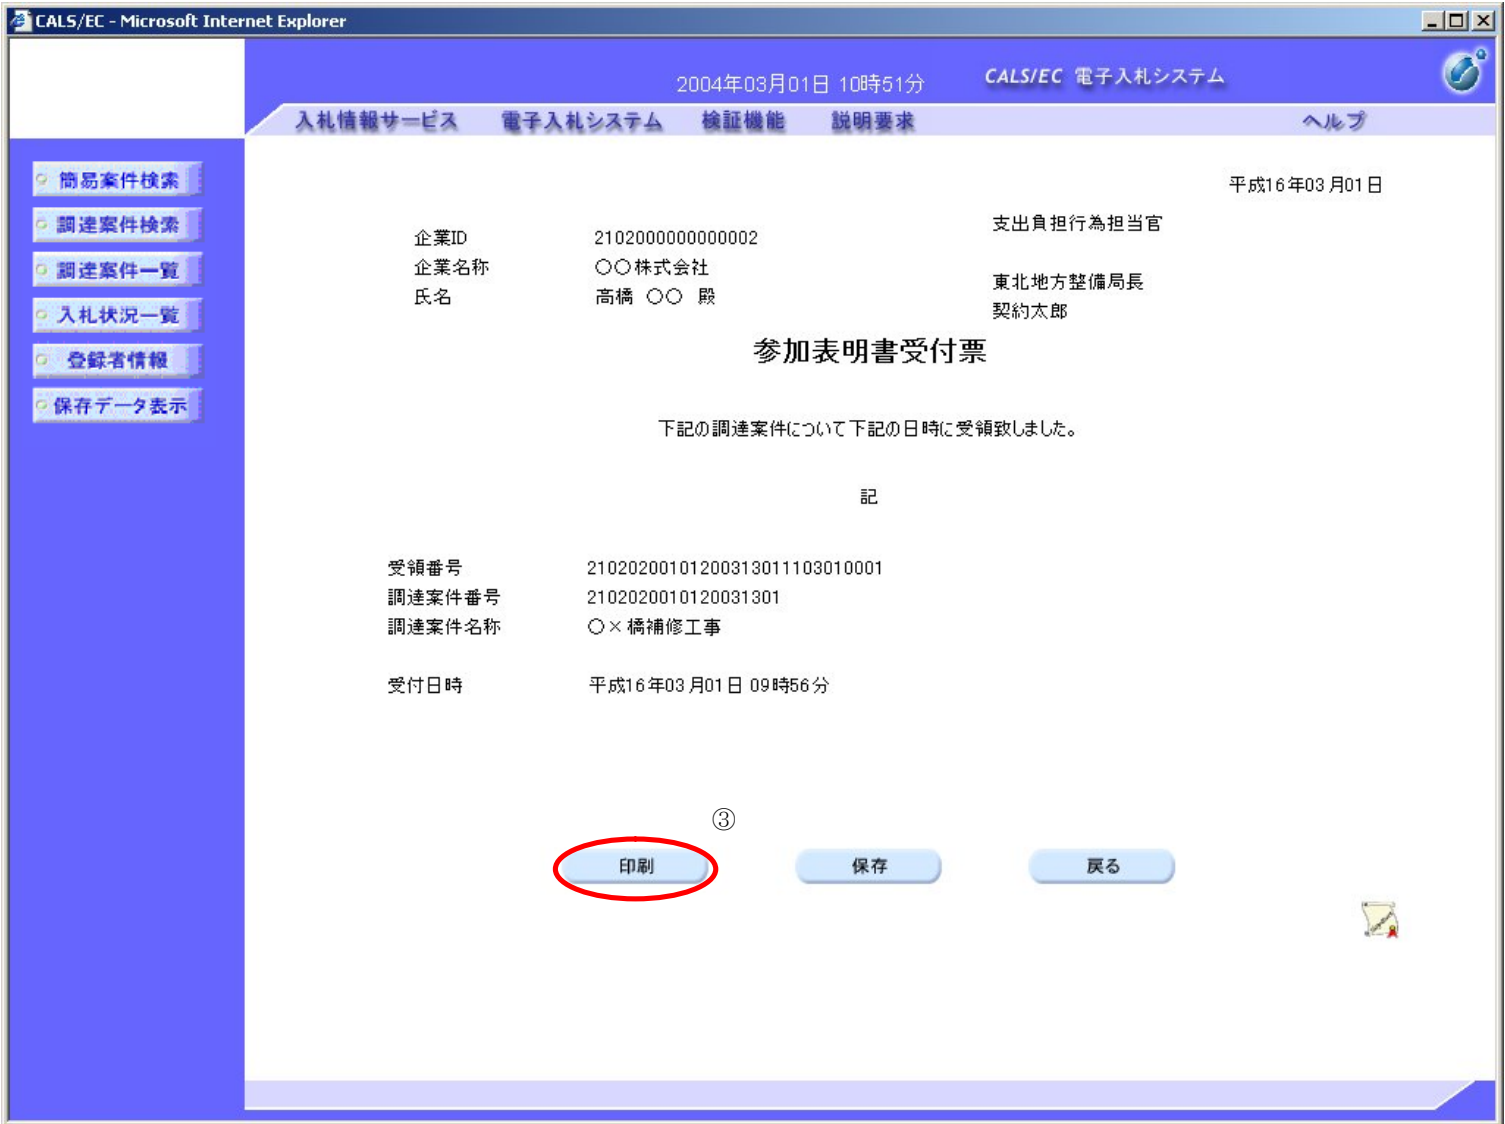 CALS/EC - Microsoft Internet Explorer
2004年03月01日 10時51分
CALS/EC 電子入札システム
入札情報サービス 電子入札システム 検証機能 説明要求 ヘルプ
簡易案件検索
調達案件検索
調達案件一覧
入札状況一覧
登録者情報
保存データ表示
平成16年03月01日
支出負担行為担当官
企業ID 2102000000000002
企業名称 〇〇株式会社
東北地方整備局長
氏名 高橋 〇〇 殿
契約太郎
参加表明書受付票
下記の調達案件について下記の日時に受領致しました。
記
受領番号 21020200101200313011103010001
調達案件番号 2102020010120031301
調達案件名称 〇×橋補修工事
受付日時 平成16年03月01日 09時56分
③
印刷 保存 戻る